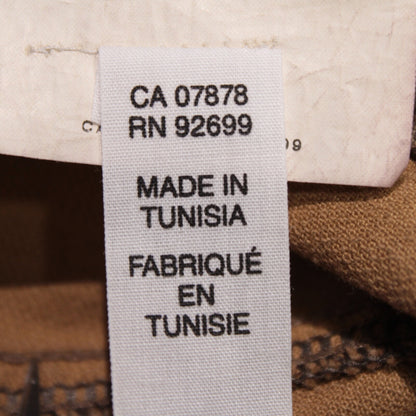 CA 07878
RN 92699
MADE IN
TUNISIA
FABRIQUÉ
EN
TUNISIE